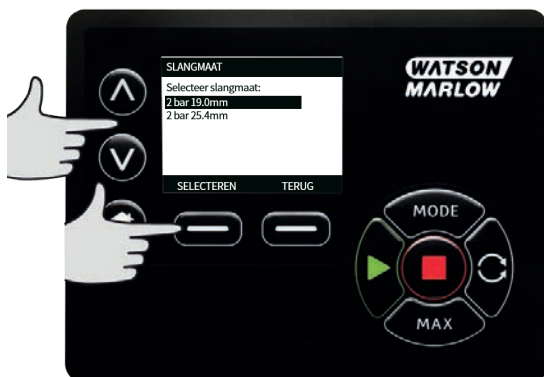 SLANGMAAT
Selecteer slangmaat:
2 bar 19.0mm
2 bar 25.4mm
SELECTEREN TERUG
WATSON
MARLOW
MODE
MAX